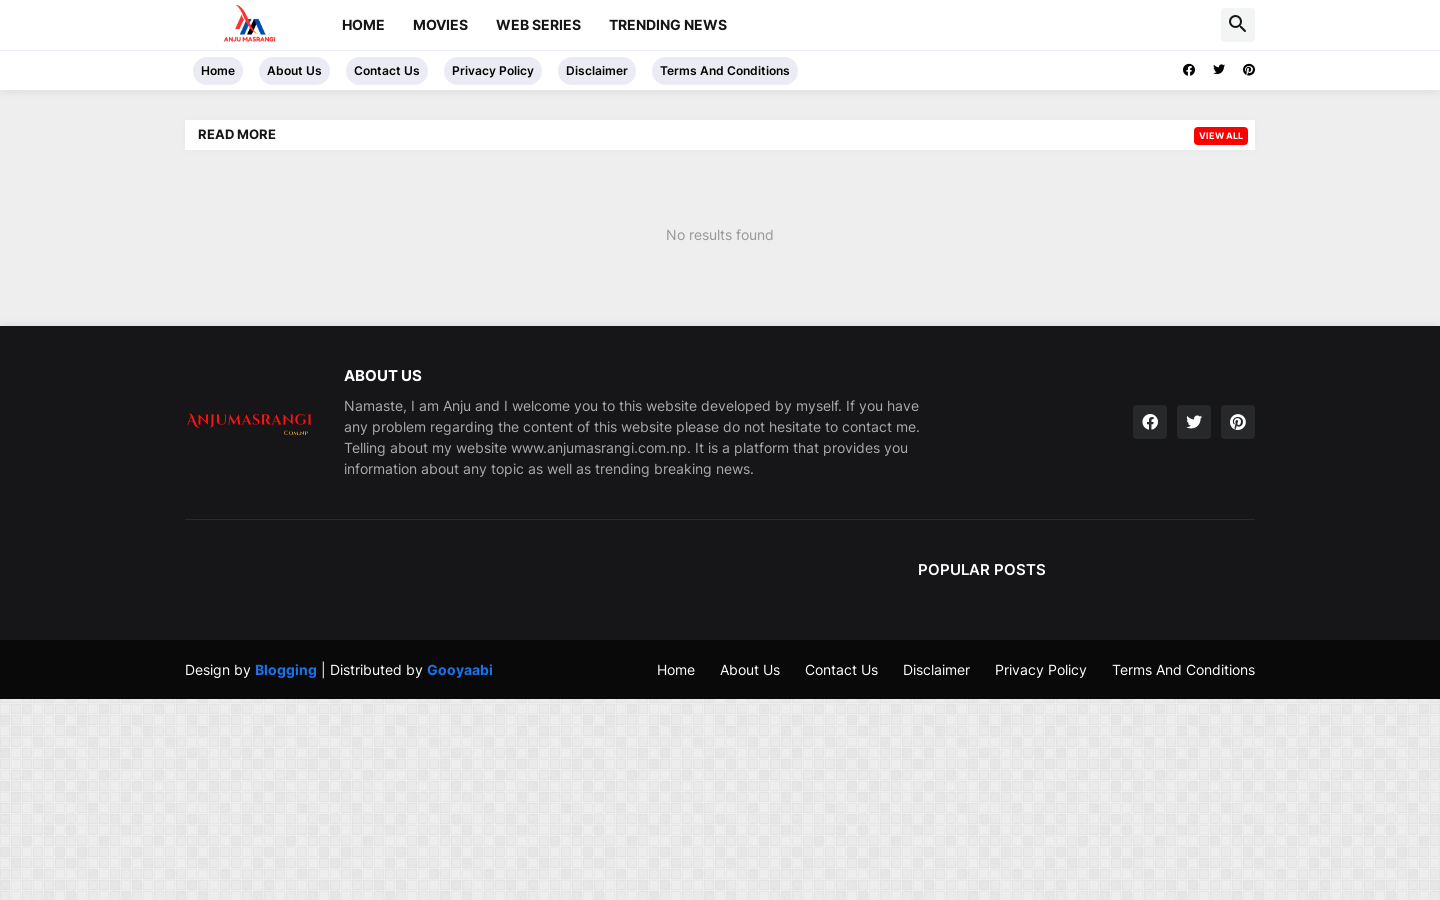 ANJU MASRANGI
HOME MOVIES WEB SERIES TRENDING NEWS
Home About Us Contact Us Privacy Policy Disclaimer Terms And Conditions
READ MORE VIEW ALL
No results found
ANJUMASRANGI
COM.NP
ABOUT US
Namaste, I am Anju and I welcome you to this website developed by myself. If you have
any problem regarding the content of this website please do not hesitate to contact me.
Telling about my website www.anjumasrangi.com.np. It is a platform that provides you
information about any topic as well as trending breaking news.
POPULAR POSTS
Design by Blogging | Distributed by Gooyaabi Home About Us Contact Us Disclaimer Privacy Policy Terms And Conditions